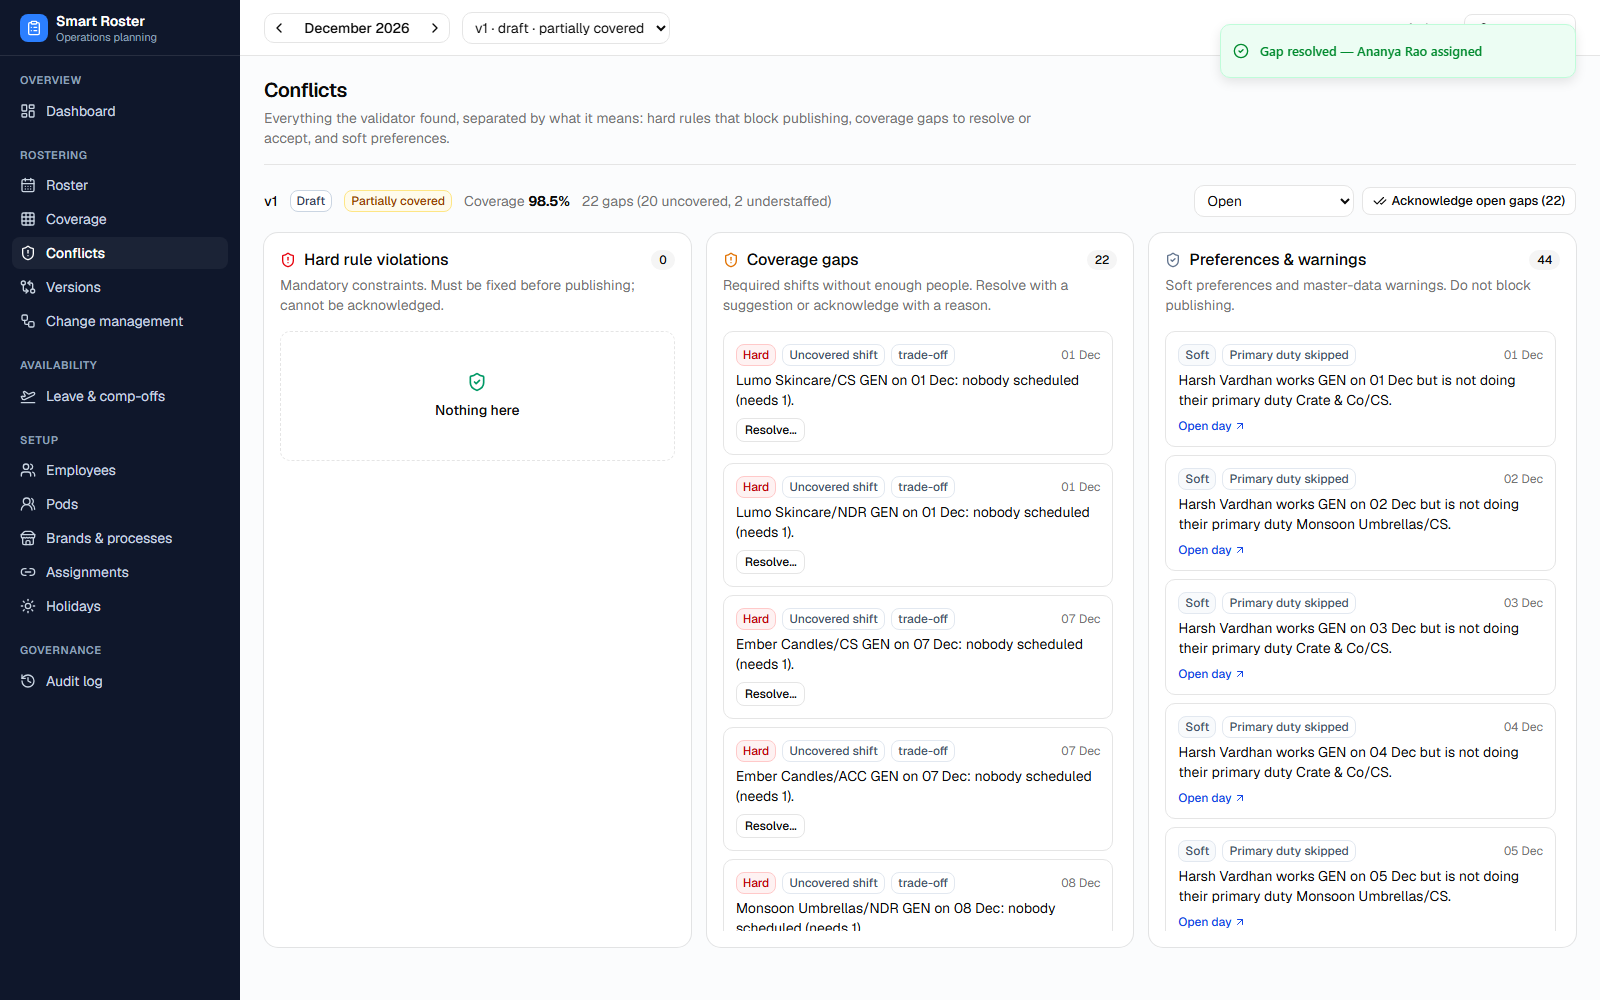 Smart Roster
Operations planning
December 2026
v1 · draft · partially covered
Gap resolved — Ananya Rao assigned
OVERVIEW
Dashboard
ROSTERING
Roster
Coverage
Conflicts
Versions
Change management
AVAILABILITY
Leave & comp-offs
SETUP
Employees
Pods
Brands & processes
Assignments
Holidays
GOVERNANCE
Audit log
Conflicts
Everything the validator found, separated by what it means: hard rules that block publishing, coverage gaps to resolve or
accept, and soft preferences.
v1 Draft Partially covered Coverage 98.5% 22 gaps (20 uncovered, 2 understaffed)
Open
Acknowledge open gaps (22)
Hard rule violations 0
Mandatory constraints. Must be fixed before publishing;
cannot be acknowledged.
Nothing here
Coverage gaps 22
Required shifts without enough people. Resolve with a
suggestion or acknowledge with a reason.
Hard Uncovered shift trade-off 01 Dec
Lumo Skincare/CS GEN on 01 Dec: nobody scheduled
(needs 1).
Resolve...
Hard Uncovered shift trade-off 01 Dec
Lumo Skincare/NDR GEN on 01 Dec: nobody scheduled
(needs 1).
Resolve...
Hard Uncovered shift trade-off 07 Dec
Ember Candles/CS GEN on 07 Dec: nobody scheduled
(needs 1).
Resolve...
Hard Uncovered shift trade-off 07 Dec
Ember Candles/ACC GEN on 07 Dec: nobody scheduled
(needs 1).
Resolve...
Hard Uncovered shift trade-off 08 Dec
Monsoon Umbrellas/NDR GEN on 08 Dec: nobody
scheduled (needs 1)
Preferences & warnings 44
Soft preferences and master-data warnings. Do not block
publishing.
Soft Primary duty skipped 01 Dec
Harsh Vardhan works GEN on 01 Dec but is not doing
their primary duty Crate & Co/CS.
Open day
Soft Primary duty skipped 02 Dec
Harsh Vardhan works GEN on 02 Dec but is not doing
their primary duty Monsoon Umbrellas/CS.
Open day
Soft Primary duty skipped 03 Dec
Harsh Vardhan works GEN on 03 Dec but is not doing
their primary duty Crate & Co/CS.
Open day
Soft Primary duty skipped 04 Dec
Harsh Vardhan works GEN on 04 Dec but is not doing
their primary duty Crate & Co/CS.
Open day
Soft Primary duty skipped 05 Dec
Harsh Vardhan works GEN on 05 Dec but is not doing
their primary duty Monsoon Umbrellas/CS.
Open day